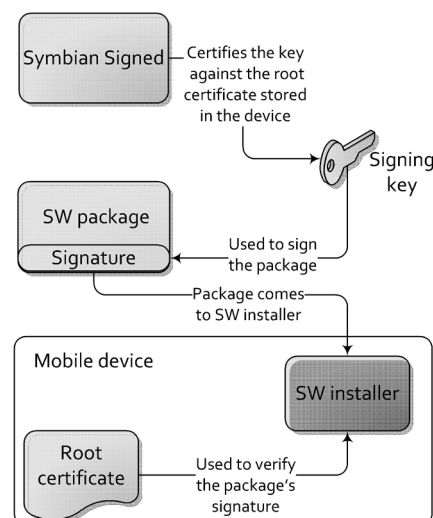 Symbian Signed
Certifies the key
against the root
certificate stored
in the device
Signing
key
SW package
Signature
Used to sign
the package
Package comes
to SW installer
Mobile device
SW installer
Root
certificate
Used to verify
the package's
signature